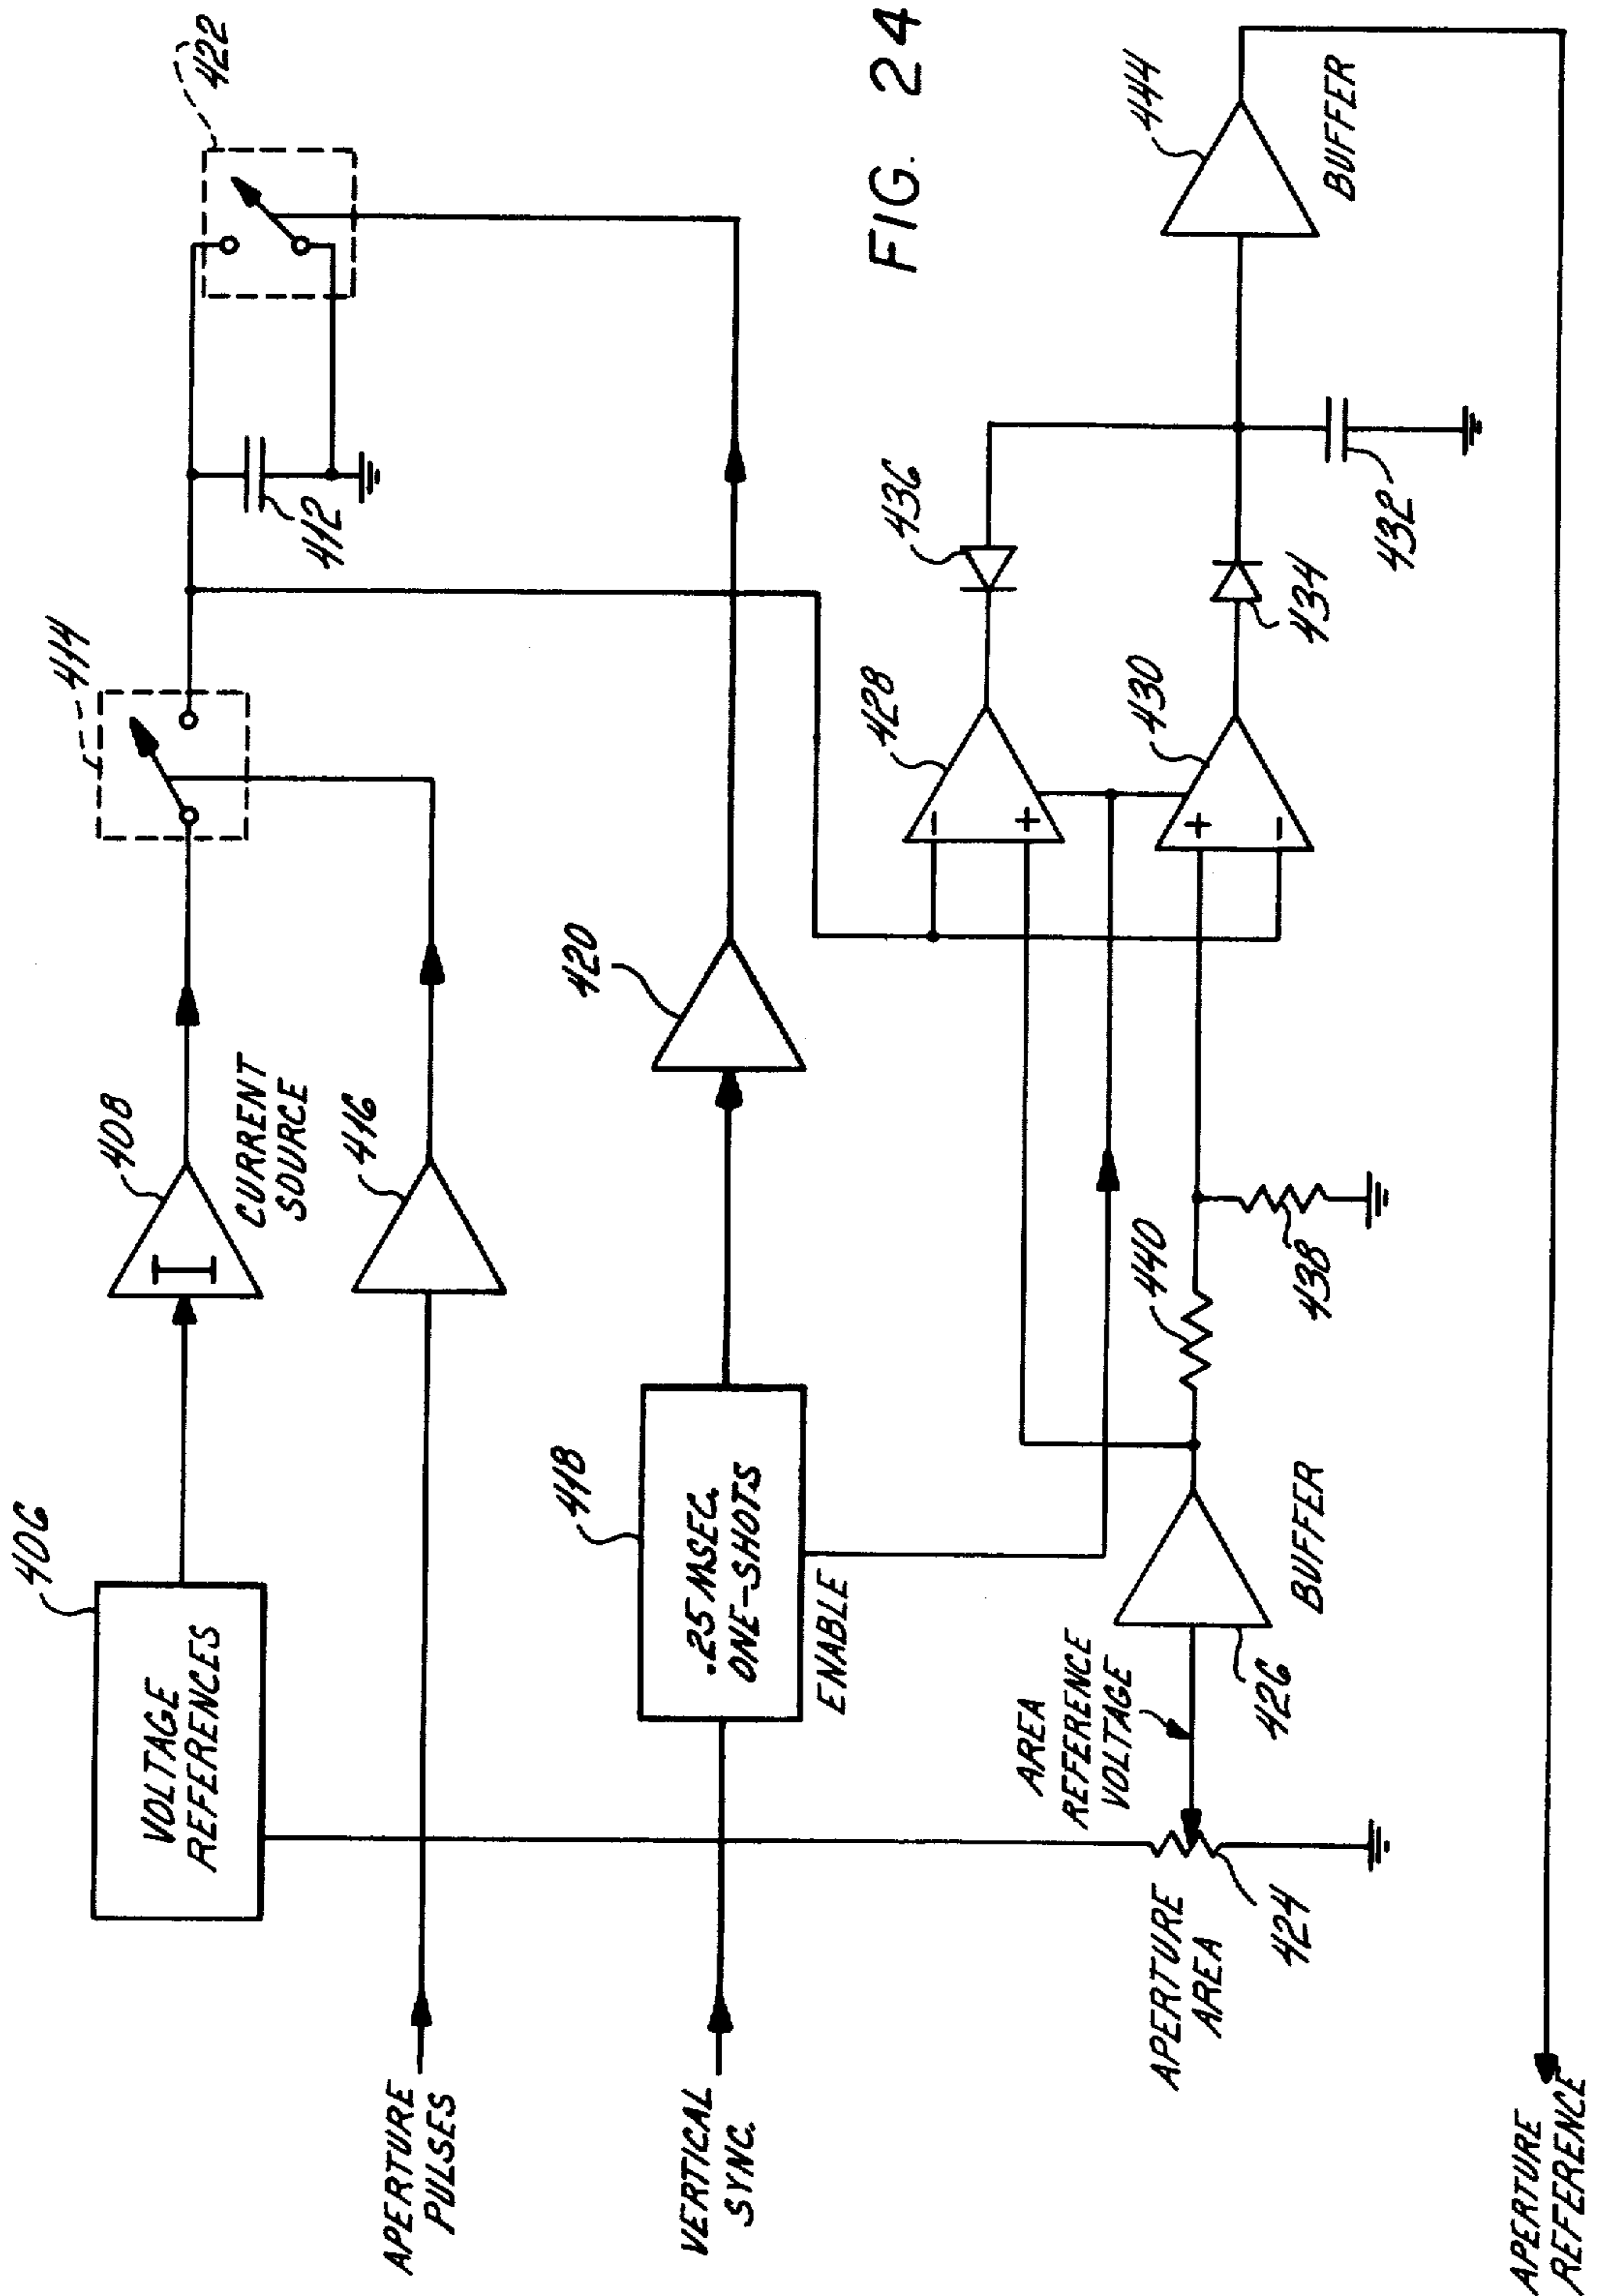 406
VOLTAGE
REFERENCES
408
I
CURRENT
SOURCE
414
412
422
APERTURE
PULSES
416
VERTICAL
SYNC.
418
.25 MSEC.
ONE-SHOTS
ENABLE
420
FIG. 24
AREA
REFERENCE
VOLTAGE
APERTURE
AREA
424
426
BUFFER
440
438
428
-
+
430
+
-
436
434
432
444
BUFFER
APERTURE
REFERENCE